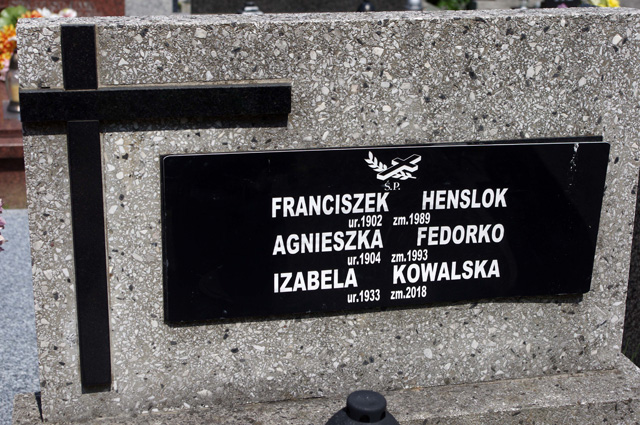 Ś.P.
FRANCISZEK HENSLOK
ur.1902 zm.1989
AGNIESZKA FEDORKO
ur.1904 zm.1993
IZABELA KOWALSKA
ur.1933 zm.2018